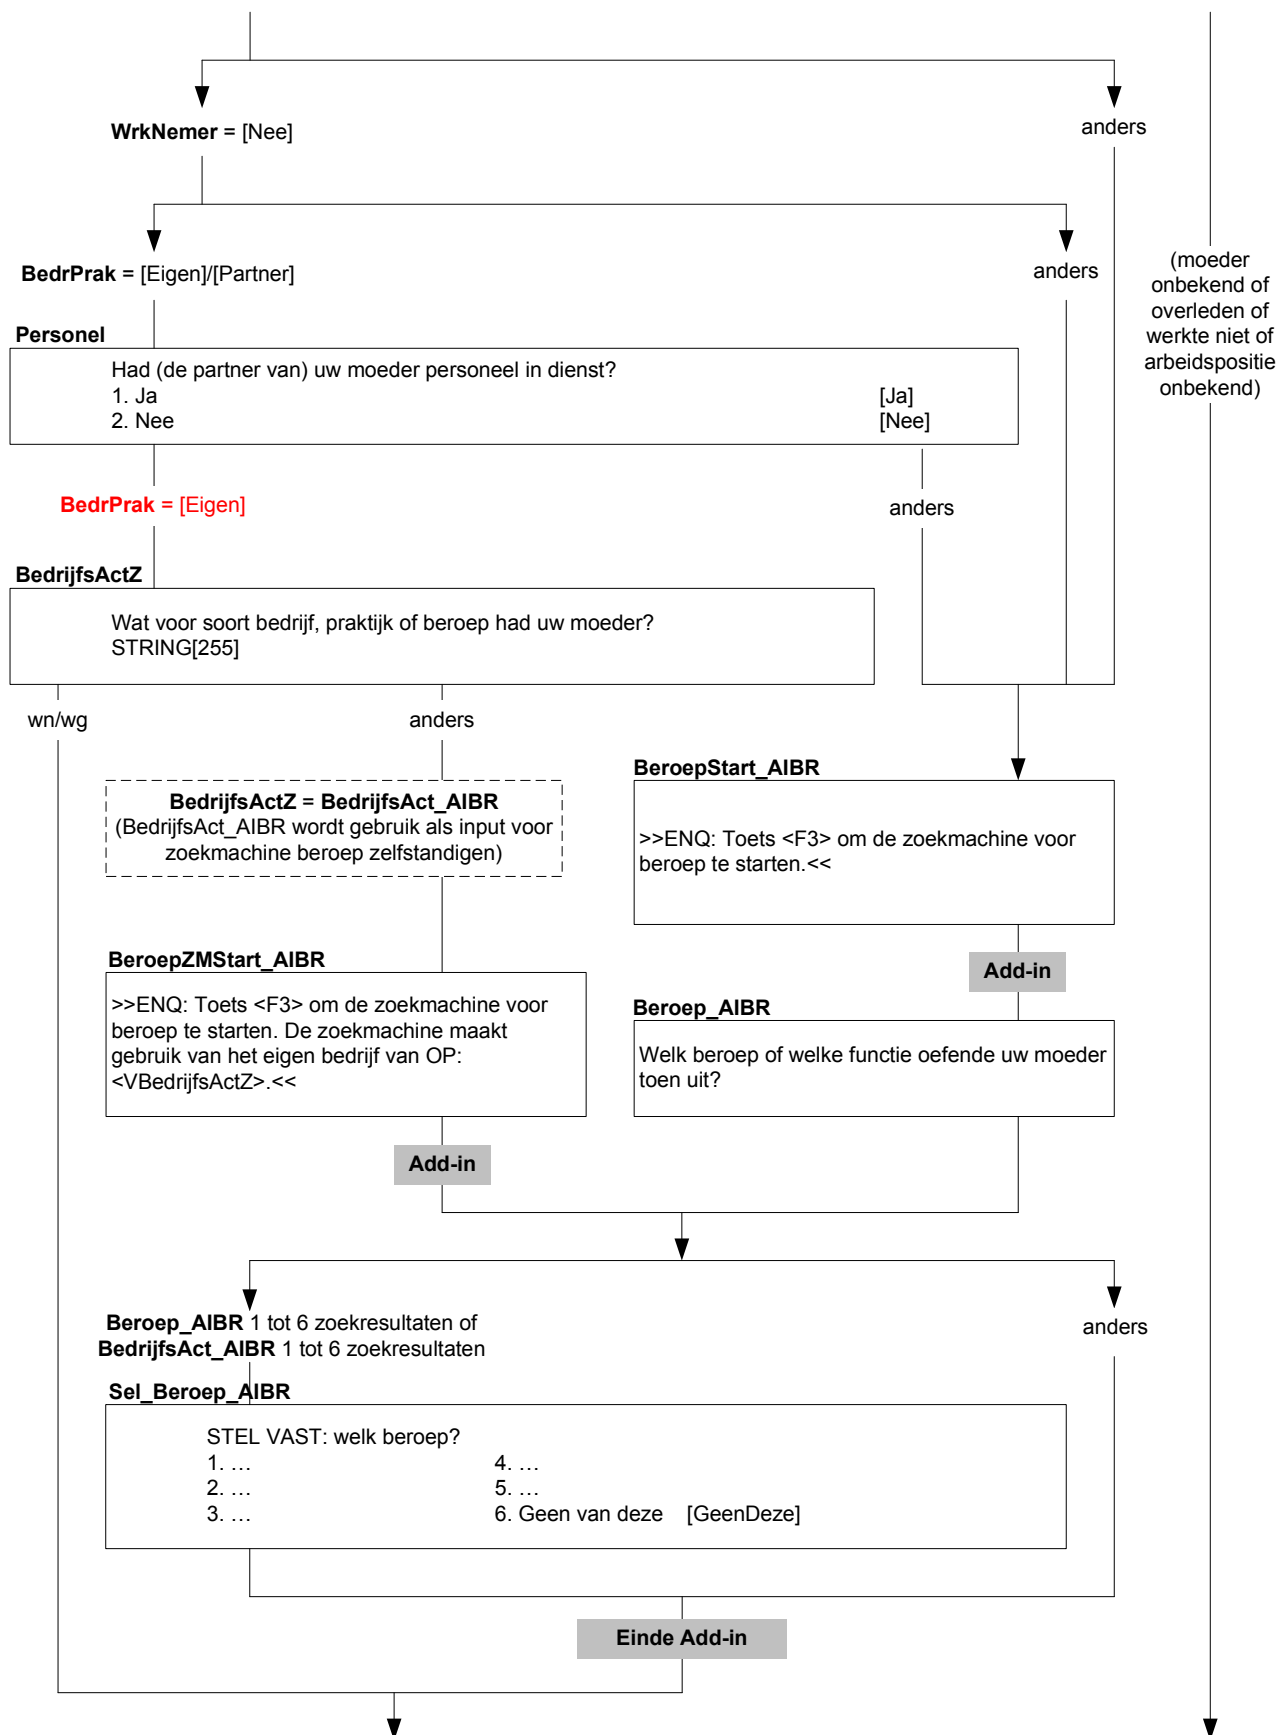 WrkNemer = [Nee]
anders
BedrPrak = [Eigen]/[Partner]
anders
(moeder
onbekend of
overleden of
werkte niet of
arbeidspositie
onbekend)
Personel
Had (de partner van) uw moeder personeel in dienst?
1. Ja [Ja]
2. Nee [Nee]
BedrPrak = [Eigen]
anders
BedrijfsActZ
Wat voor soort bedrijf, praktijk of beroep had uw moeder?
STRING[255]
wn/wg
anders
BedrijfsActZ = BedrijfsAct_AIBR
(BedrijfsAct_AIBR wordt gebruik als input voor
zoekmachine beroep zelfstandigen)
BeroepStart_AIBR
>>ENQ: Toets <F3> om de zoekmachine voor
beroep te starten.<<
BeroepZMStart_AIBR
>>ENQ: Toets <F3> om de zoekmachine voor
beroep te starten. De zoekmachine maakt
gebruik van het eigen bedrijf van OP:
<VBedrijfsActZ>.<<
Add-in
Beroep_AIBR
Welk beroep of welke functie oefende uw moeder
toen uit?
Add-in
Beroep_AIBR 1 tot 6 zoekresultaten of
BedrijfsAct_AIBR 1 tot 6 zoekresultaten
anders
Sel_Beroep_AIBR
STEL VAST: welk beroep?
1. … 4. …
2. … 5. …
3. … 6. Geen van deze [GeenDeze]
Einde Add-in